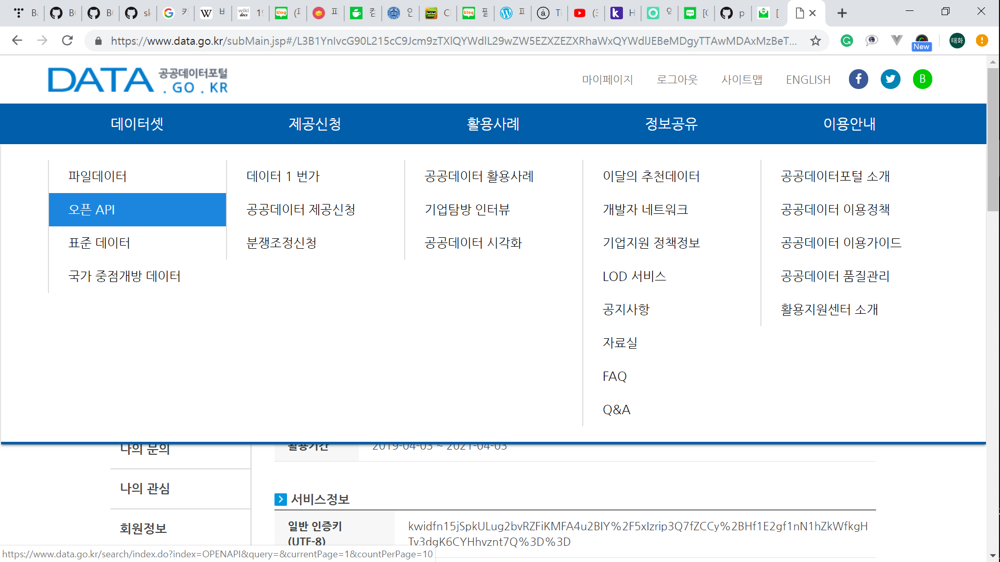 https://www.data.go.kr/subMain.jsp#/L3B1YnIvcG90L215cC9Jcm9zTXlQYWdlL29wZW5EZXZEZXRhaWxQYWdlJEBeMDgyTTAwMDAxMzBeT...
New
태화
DATA 공공데이터포털
. GO . KR
마이페이지 로그아웃 사이트맵 ENGLISH
데이터셋 제공신청 활용사례 정보공유 이용안내
파일데이터 데이터 1 번가 공공데이터 활용사례 이달의 추천데이터 공공데이터포털 소개
오픈 API 공공데이터 제공신청 기업탐방 인터뷰 개발자 네트워크 공공데이터 이용정책
표준 데이터 분쟁조정신청 공공데이터 시각화 기업지원 정책정보 공공데이터 이용가이드
국가 중점개방 데이터 LOD 서비스 공공데이터 품질관리
공지사항 활용지원센터 소개
자료실
FAQ
Q&A
나의 문의 활용기간 2019-04-03 ~ 2021-04-03
나의 관심
서비스정보
회원정보
일반 인증키
(UTF-8)
kwidfn15jSpkULug2bvRZFiKMFA4u2BIY%2F5xIzrip3Q7fZCCy%2BHf1E2gf1nN1hZkWfkgH
Tv3dgK6CYHhvznt7Q%3D%3D
https://www.data.go.kr/search/index.do?index=OPENAPI&query=&currentPage=1&countPerPage=10